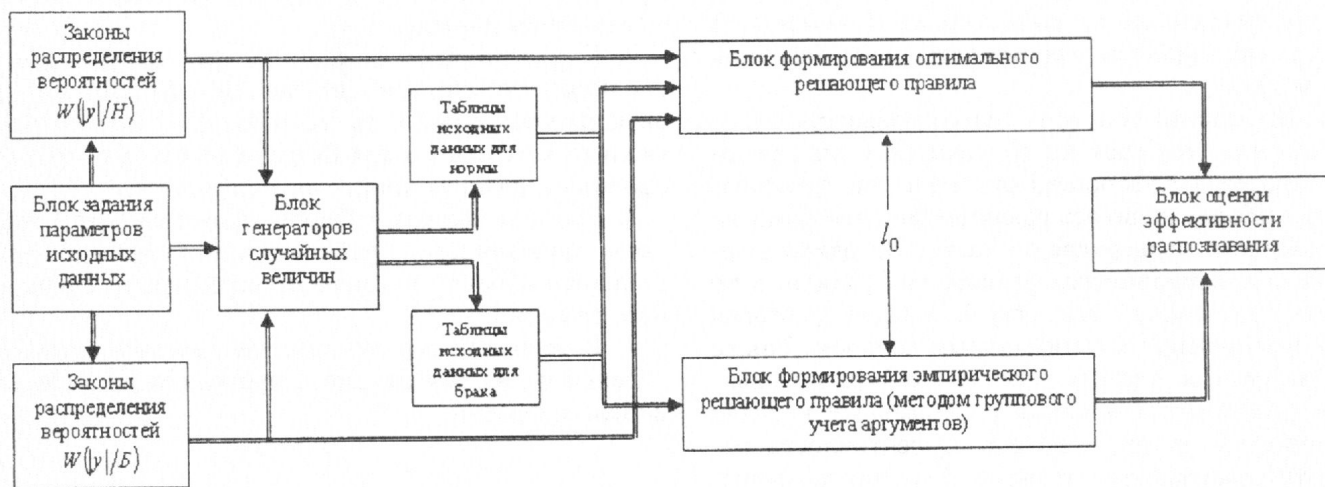 Законы
распределения
вероятностей
W(|y|/Н)
Блок задания
параметров
исходных
данных
Законы
распределения
вероятностей
W(|y|/Б)
Блок
генераторов
случайных
величин
Таблицы
исходных
данных для
нормы
Таблицы
исходных
данных для
брака
Блок формирования оптимального
решающего правила
l₀
Блок формирования эмпирического
решающего правила (методом группового
учета аргументов)
Блок оценки
эффективности
распознавания